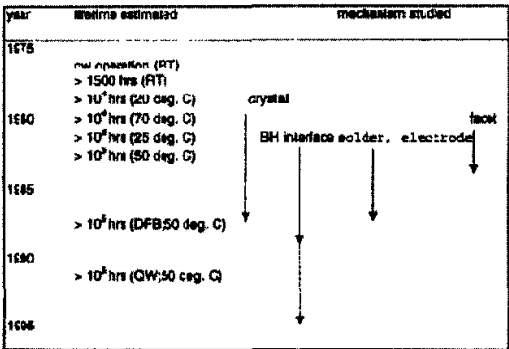 year lifetime estimated mechanism studied
1975
cw operation (RT)
> 1500 hrs (RT)
> 10⁴ hrs (20 deg. C) crystal
1980 > 10⁴ hrs (70 deg. C) facet
> 10⁵ hrs (25 deg. C) BH interface solder, electrode
> 10⁵ hrs (50 deg. C)
1985
> 10⁵ hrs (DFB;50 deg. C)
1990
> 10⁵ hrs (QW;50 deg. C)
1995